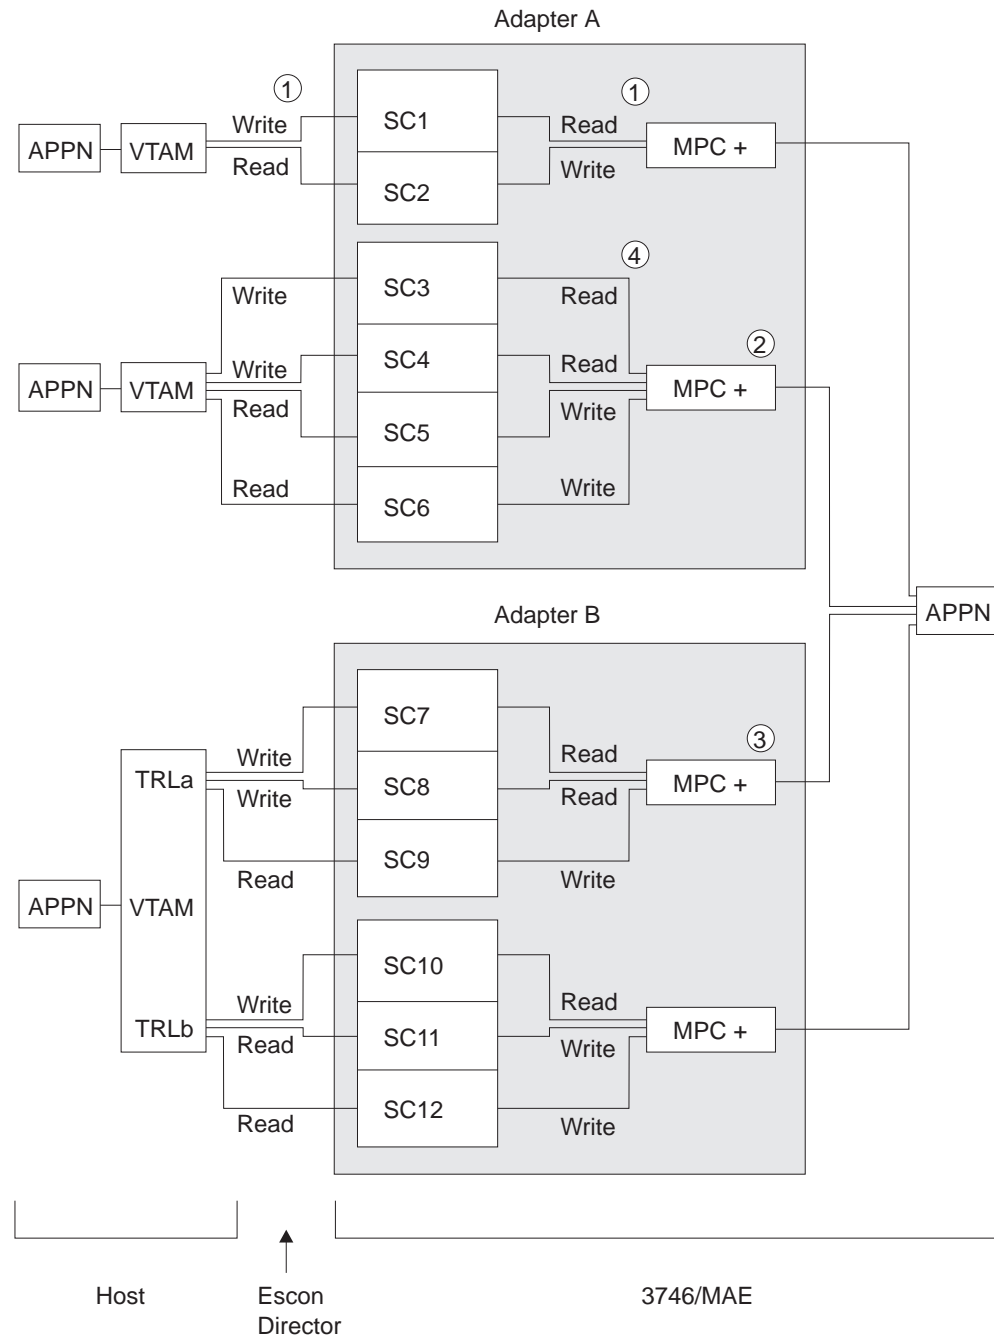 Adapter A
1
1
Write
SC1
Read
APPN
VTAM
MPC +
Read
SC2
Write
4
Write
SC3
Read
2
Write
SC4
Read
APPN
VTAM
MPC +
Read
SC5
Write
Read
SC6
Write
Adapter B
APPN
SC7
3
Write
Read
TRLa
SC8
MPC +
Write
Read
SC9
Read
Write
APPN
VTAM
SC10
Write
Read
TRLb
SC11
MPC +
Read
Write
SC12
Read
Write
Host
Escon
Director
3746/MAE